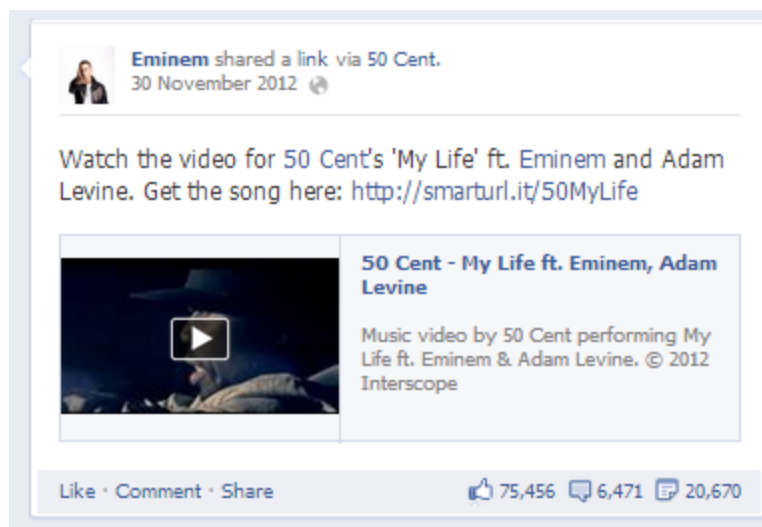 Eminem shared a link via 50 Cent.
30 November 2012
Watch the video for 50 Cent's 'My Life' ft. Eminem and Adam
Levine. Get the song here: http://smarturl.it/50MyLife
50 Cent - My Life ft. Eminem, Adam
Levine
Music video by 50 Cent performing My
Life ft. Eminem & Adam Levine. © 2012
Interscope
Like · Comment · Share 75,456 6,471 20,670